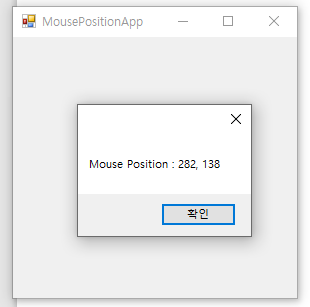 MousePositionApp
Mouse Position : 282, 138
확인